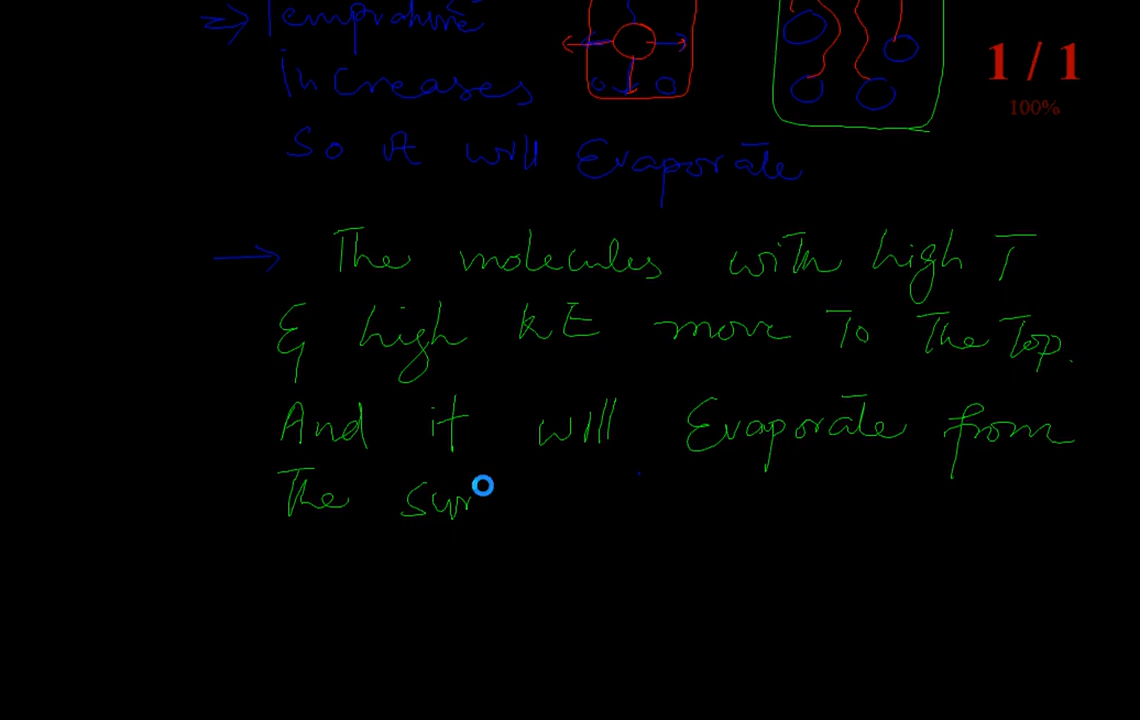 Temprature
Increases
1 / 1
100%
So it will Evaporate
The molecules with high T
& high KE move To The Top.
And it will Evaporate from
The sur